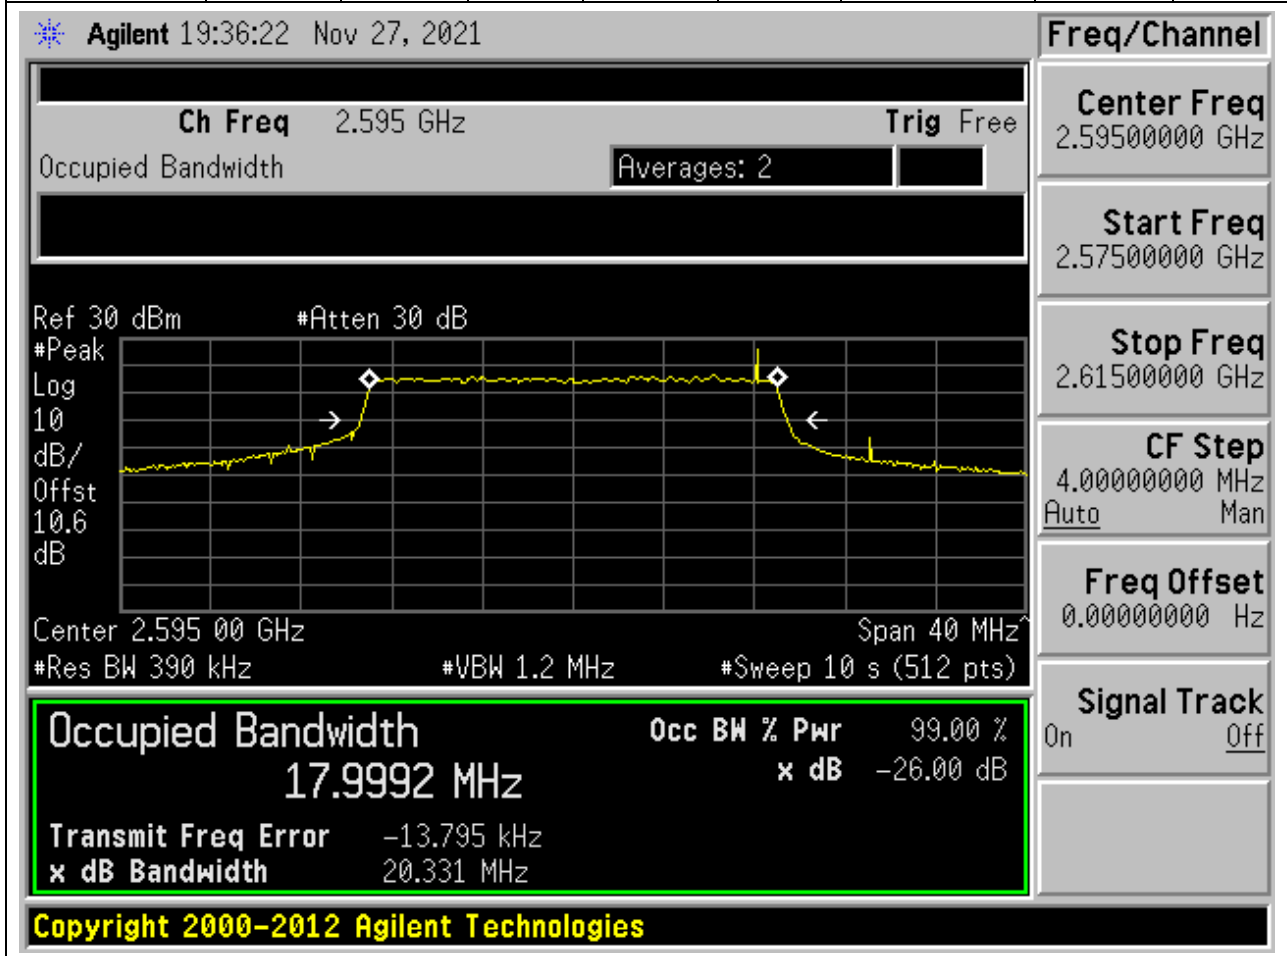 Agilent 19:36:22 Nov 27, 2021
Freq/Channel
Ch Freq 2.595 GHz Trig Free
Occupied Bandwidth Averages: 2
Center Freq
2.59500000 GHz
Start Freq
2.57500000 GHz
Stop Freq
2.61500000 GHz
CF Step
4.00000000 MHz
Auto Man
Freq Offset
0.00000000 Hz
Signal Track
On Off
Ref 30 dBm #Atten 30 dB
#Peak
Log
10
dB/
Offst
10.6
dB
Center 2.595 00 GHz Span 40 MHz^
#Res BW 390 kHz #VBW 1.2 MHz #Sweep 10 s (512 pts)
Occupied Bandwidth Occ BW % Pwr 99.00 %
17.9992 MHz x dB -26.00 dB
Transmit Freq Error -13.795 kHz
x dB Bandwidth 20.331 MHz
Copyright 2000-2012 Agilent Technologies